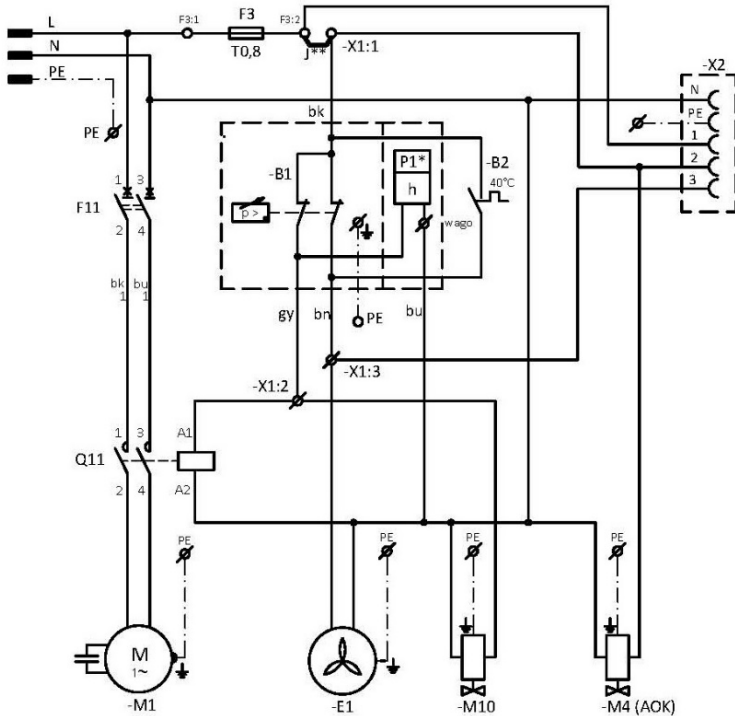 L
F3:1
F3
F3:2
T0,8
J**
-X1:1
N
PE
-X2
N
PE
1
2
3
PE
bk
-B1
P1*
h
-B2
40°C
p >
wago
1
3
F11
2
4
bk
1
bu
1
gy
bn
PE
bu
-X1:3
-X1:2
1
3
A1
Q11
2
4
A2
PE
PE
PE
PE
M
1~
-M1
-E1
-M10
-M4 (AOK)